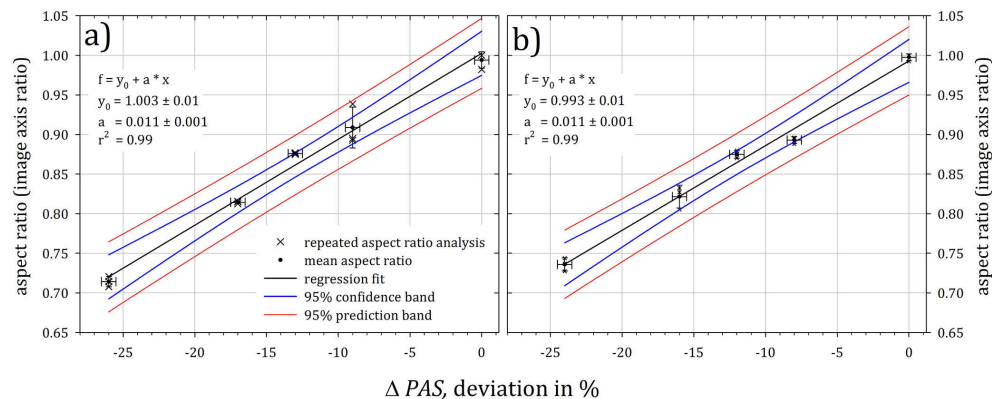 a)
f = y₀ + a * x
y₀ = 1.003 ± 0.01
a = 0.011 ± 0.001
r² = 0.99
× repeated aspect ratio analysis
• mean aspect ratio
regression fit
95% confidence band
95% prediction band
aspect ratio (image axis ratio)
1.05
1.00
0.95
0.90
0.85
0.80
0.75
0.70
0.65
-25 -20 -15 -10 -5 0
b)
f = y₀ + a * x
y₀ = 0.993 ± 0.01
a = 0.011 ± 0.001
r² = 0.99
-25 -20 -15 -10 -5 0
1.05
1.00
0.95
0.90
0.85
0.80
0.75
0.70
0.65
aspect ratio (image axis ratio)
Δ PAS, deviation in %